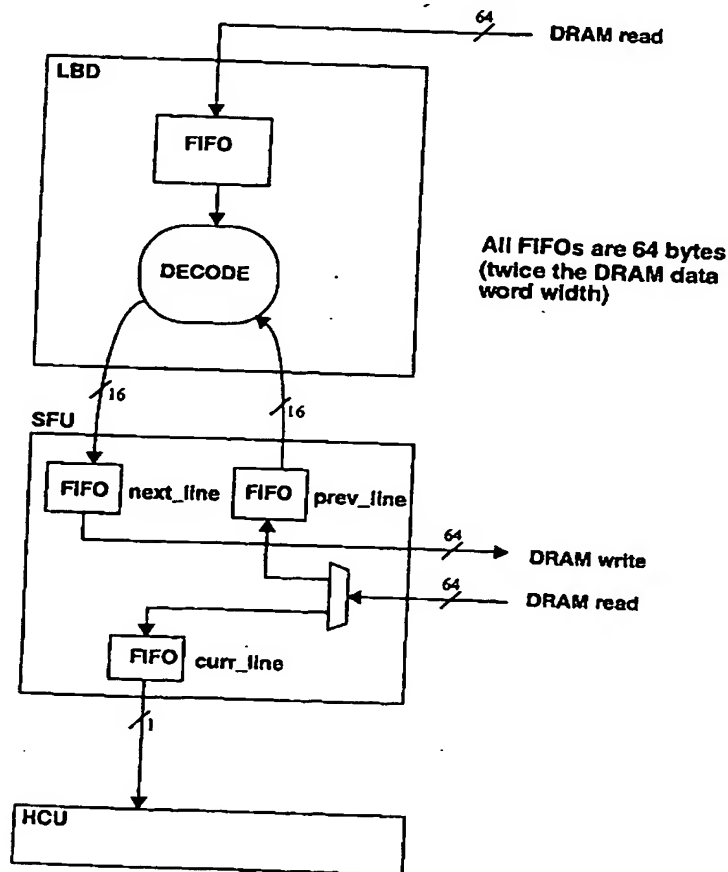 64
DRAM read
LBD
FIFO
DECODE
All FIFOs are 64 bytes
(twice the DRAM data
word width)
16
16
SFU
FIFO
next_line
FIFO
prev_line
64
DRAM write
64
DRAM read
FIFO
curr_line
1
HCU